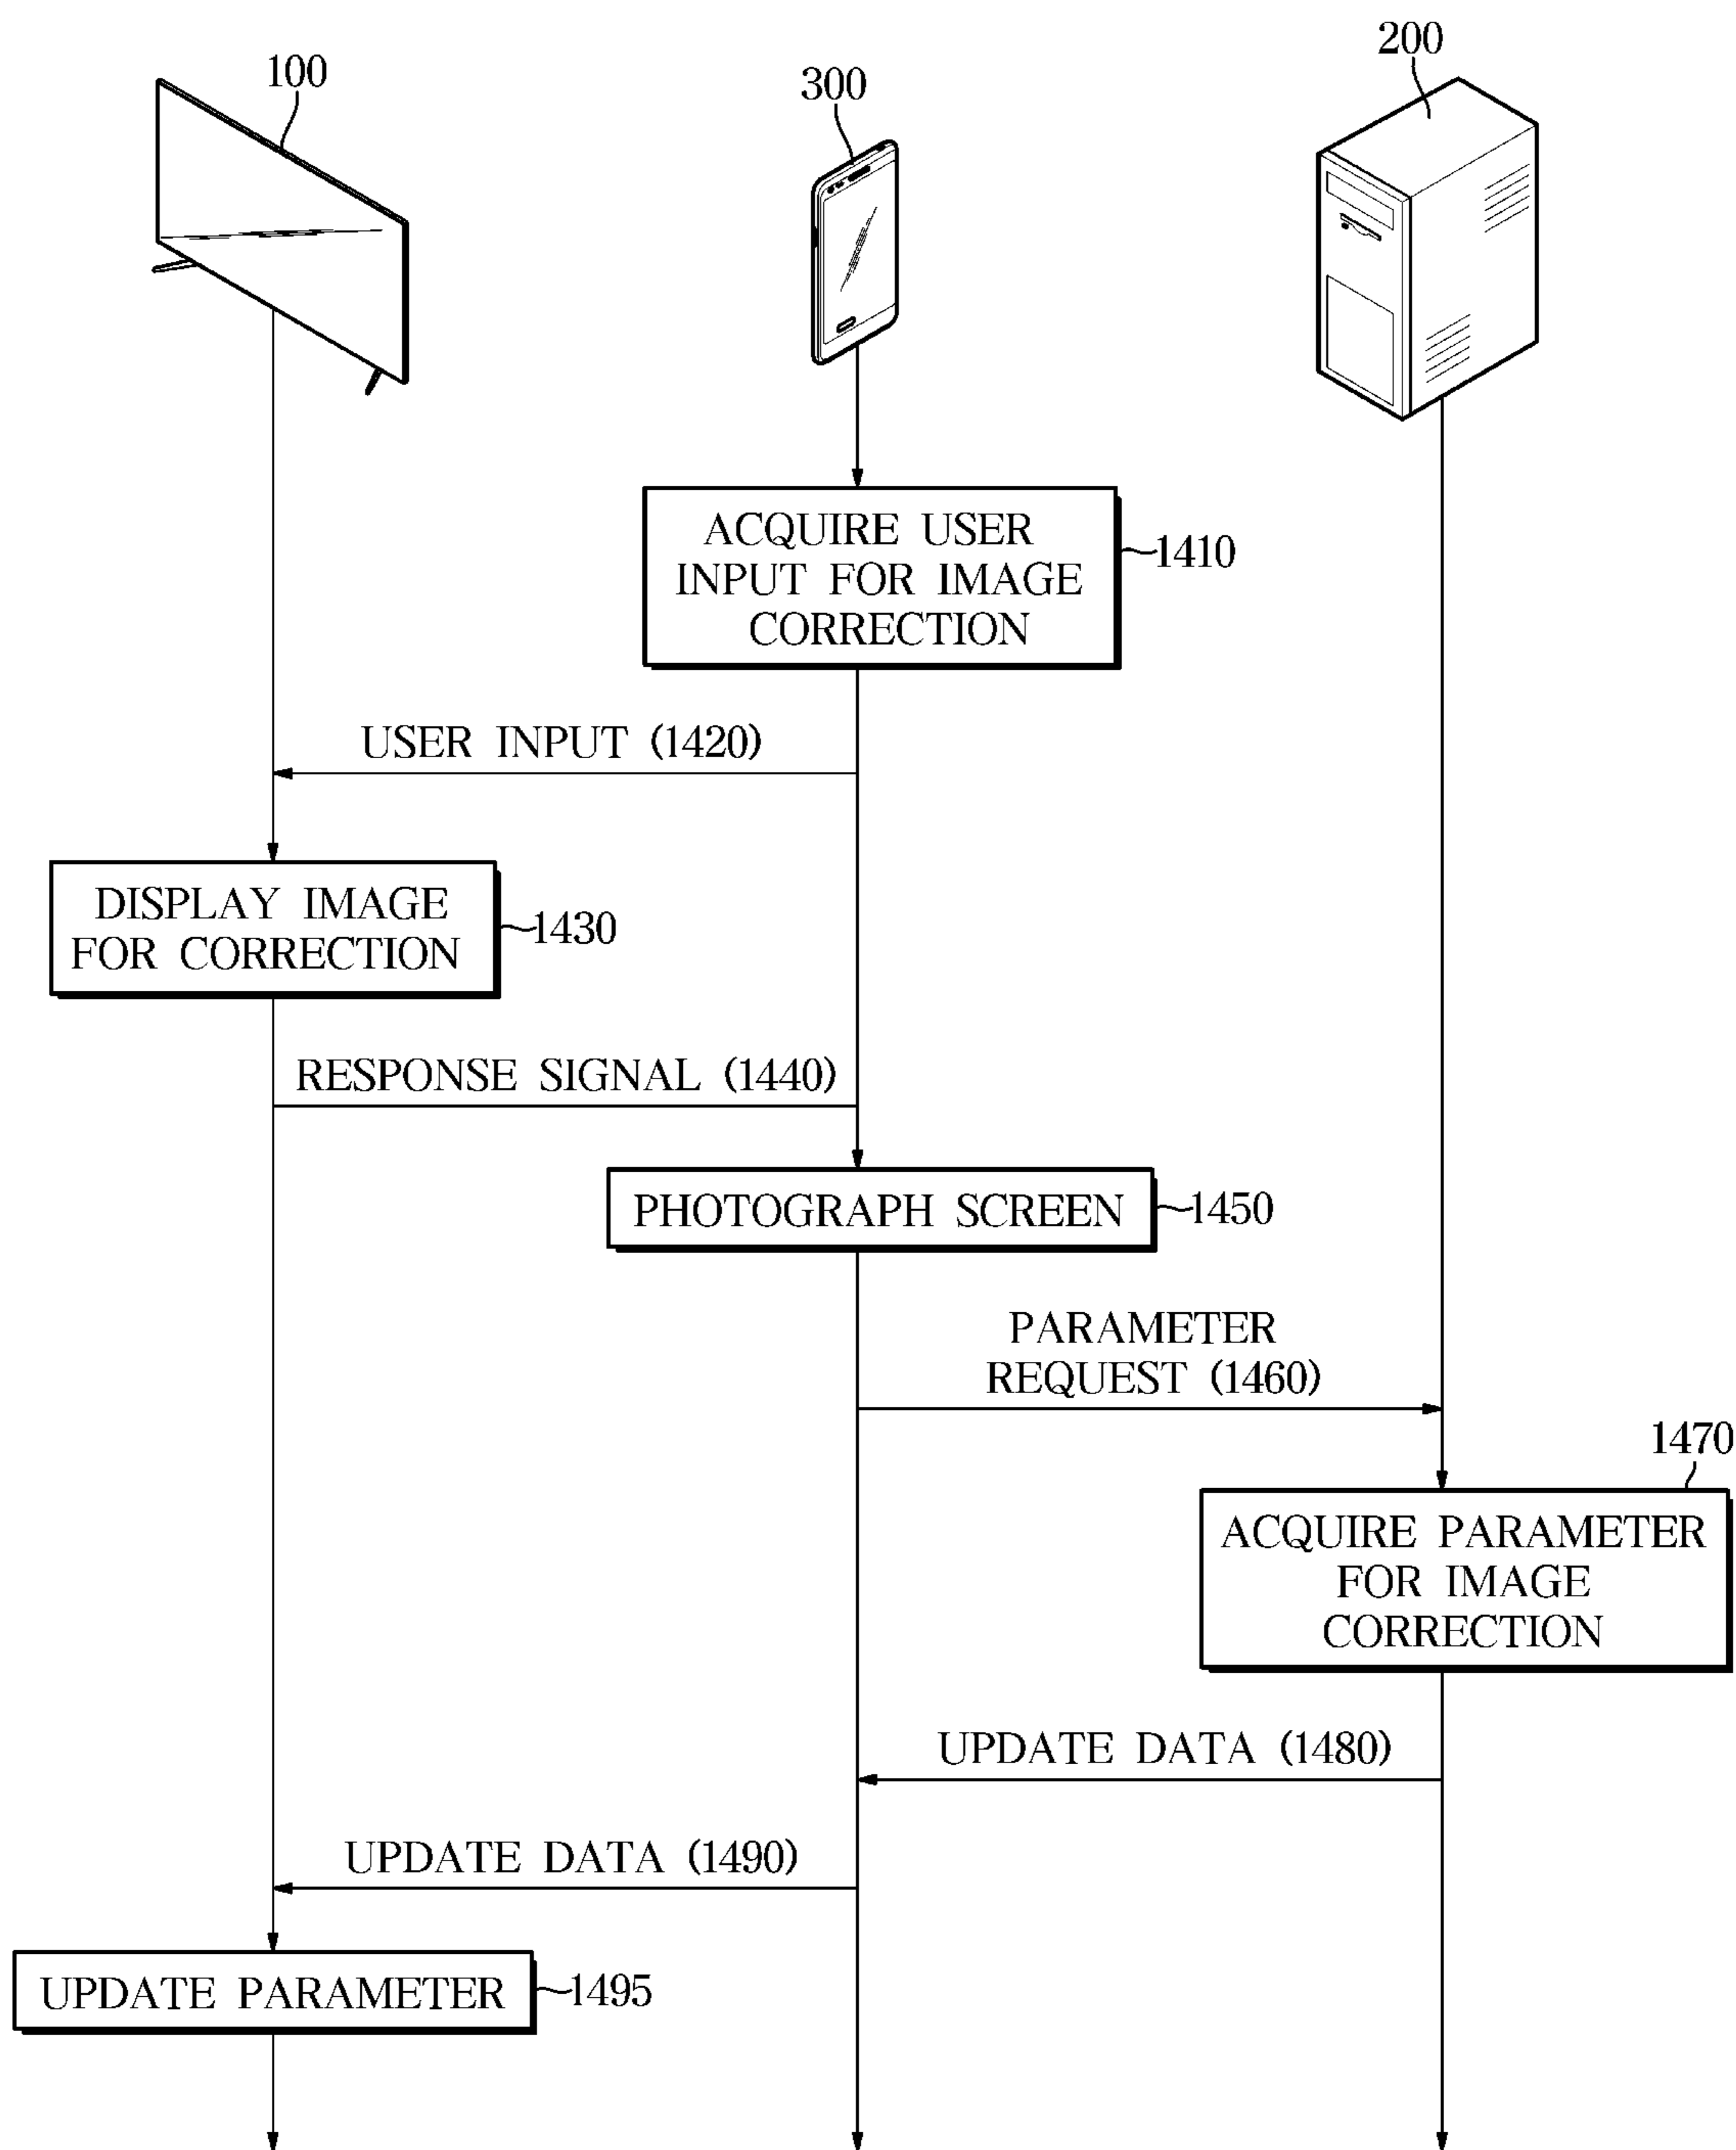 100
300
200
ACQUIRE USER
INPUT FOR IMAGE
CORRECTION
1410
USER INPUT (1420)
DISPLAY IMAGE
FOR CORRECTION
1430
RESPONSE SIGNAL (1440)
PHOTOGRAPH SCREEN
1450
PARAMETER
REQUEST (1460)
1470
ACQUIRE PARAMETER
FOR IMAGE
CORRECTION
UPDATE DATA (1480)
UPDATE DATA (1490)
UPDATE PARAMETER
1495